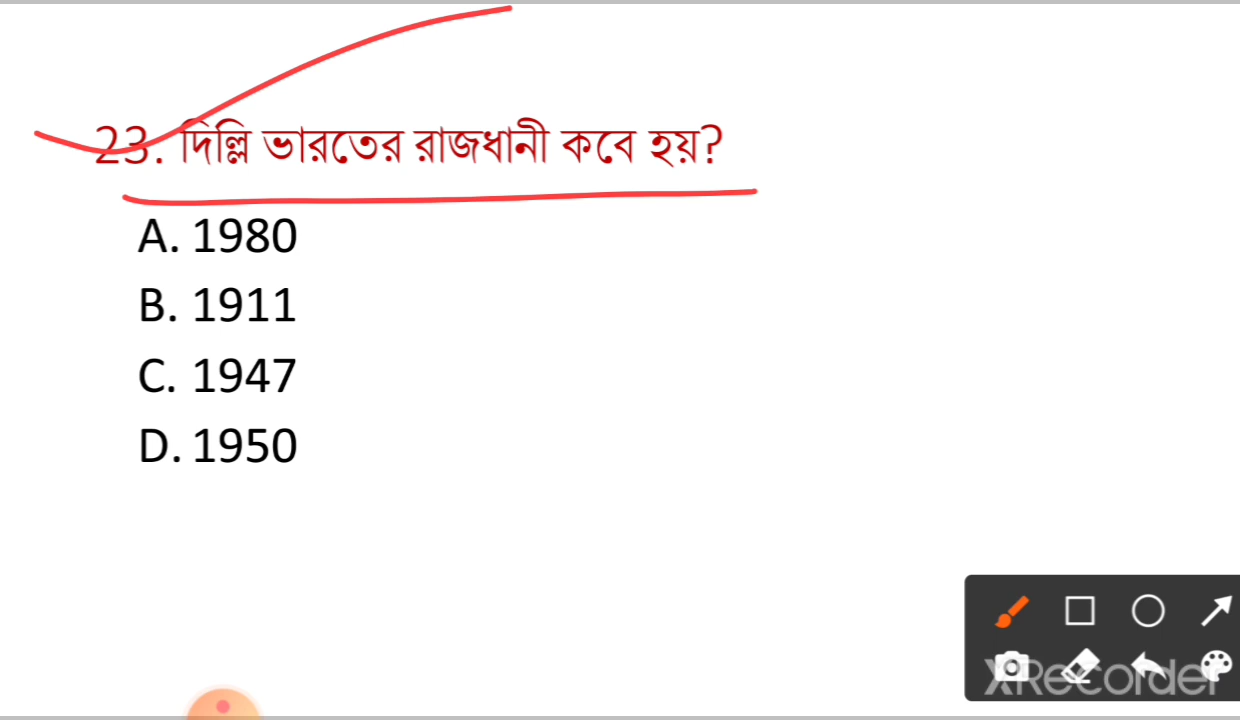 23. দিল্লি ভারতের রাজধানী কবে হয়?
A. 1980
B. 1911
C. 1947
D. 1950
XRecorder